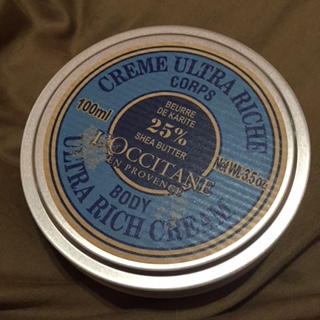 CREME ULTRA RICHE
CORPS
100ml
BEURRE
DE KARITE
25%
SHEA BUTTER
L'OCCITANE
EN PROVENCE
Net Wt. 3.5oz
BODY
ULTRA RICH CREAM